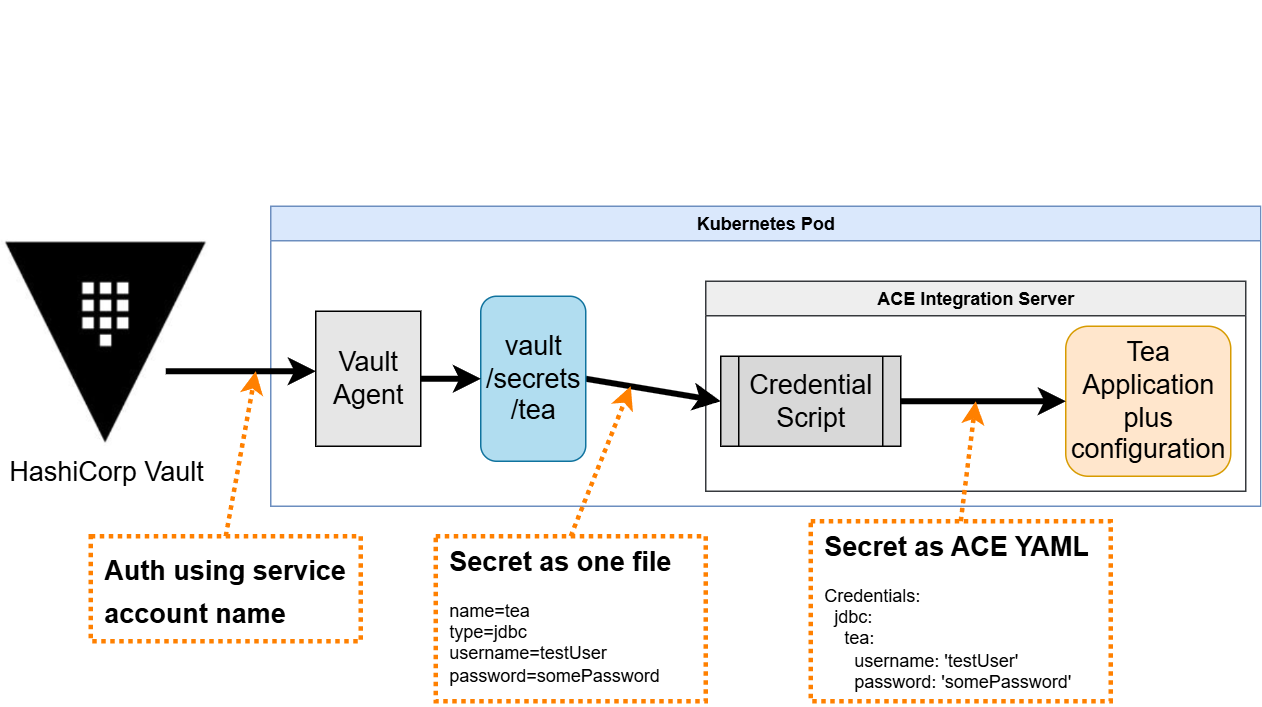 Kubernetes Pod
ACE Integration Server
HashiCorp Vault
Vault
Agent
vault
/secrets
/tea
Credential
Script
Tea
Application
plus
configuration
Auth using service
account name
Secret as one file
name=tea
type=jdbc
username=testUser
password=somePassword
Secret as ACE YAML
Credentials:
  jdbc:
    tea:
      username: 'testUser'
      password: 'somePassword'